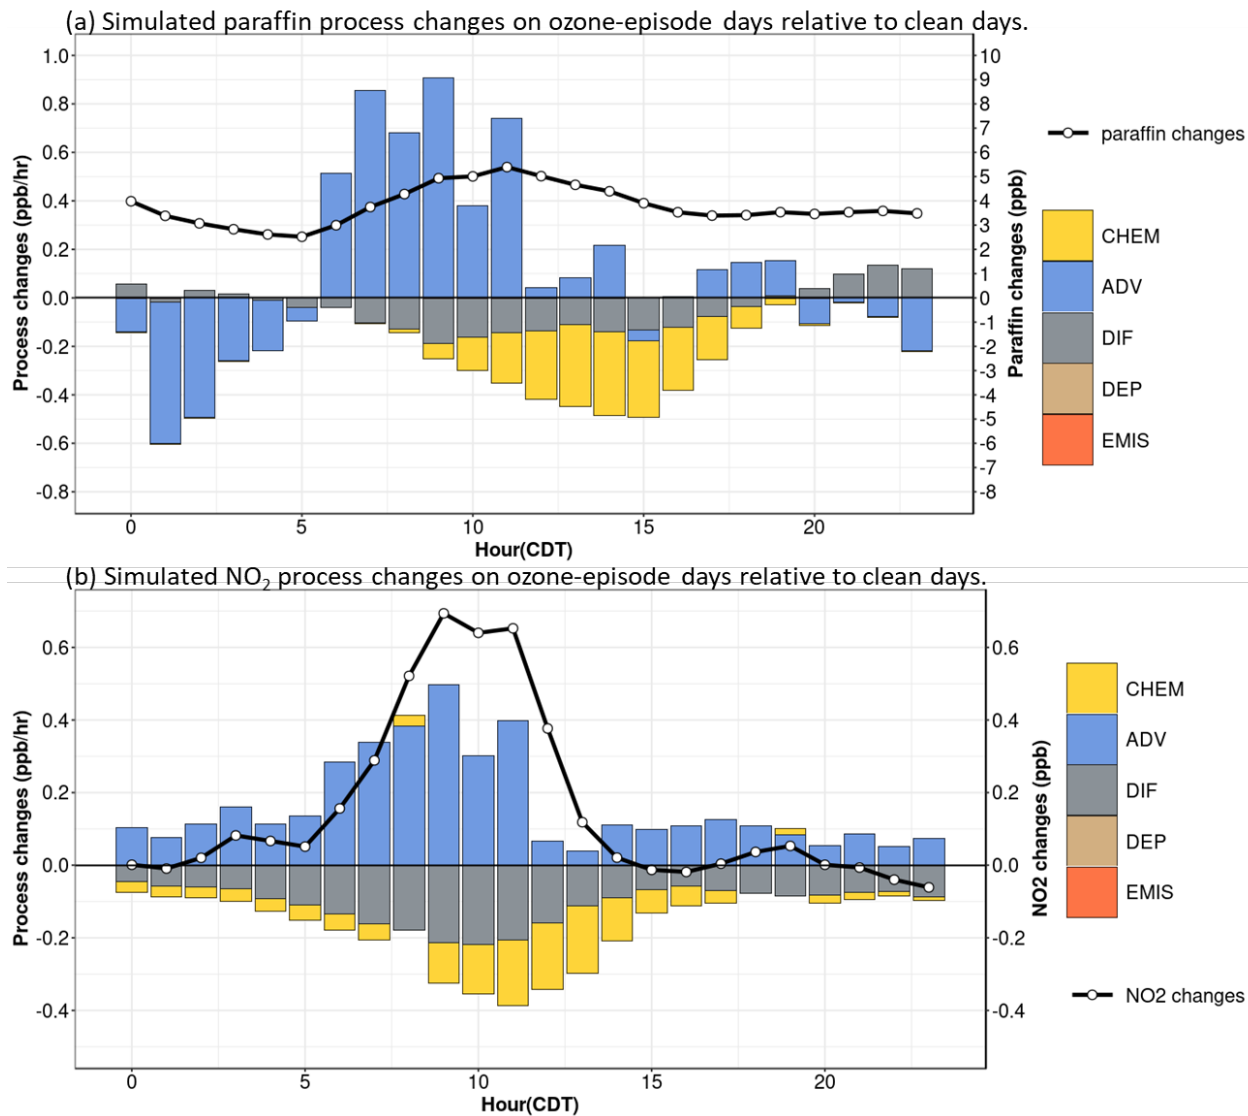 (a) Simulated paraffin process changes on ozone-episode days relative to clean days.
1.0
0.8
0.6
0.4
0.2
0.0
-0.2
-0.4
-0.6
-0.8
Process changes (ppb/hr)
10
9
8
7
6
5
4
3
2
1
0
-1
-2
-3
-4
-5
-6
-7
-8
Paraffin changes (ppb)
0 5 10 15 20
Hour(CDT)
paraffin changes
CHEM
ADV
DIF
DEP
EMIS
(b) Simulated NO2 process changes on ozone-episode days relative to clean days.
0.6
0.4
0.2
0.0
-0.2
-0.4
Process changes (ppb/hr)
0.6
0.4
0.2
0.0
-0.2
-0.4
NO2 changes (ppb)
0 5 10 15 20
Hour(CDT)
CHEM
ADV
DIF
DEP
EMIS
NO2 changes